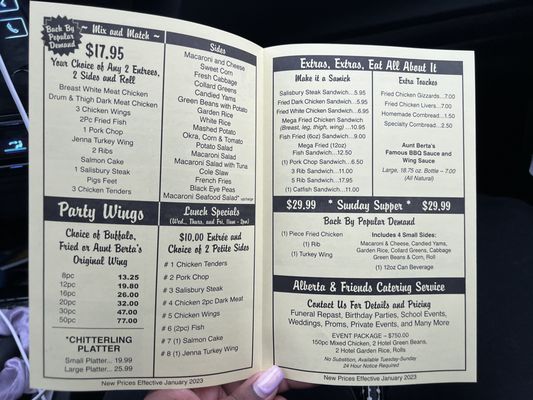 Back By
Popular
Demand
~ Mix and Match ~
$17.95
Your Choice of Any 2 Entrees,
2 Sides and Roll
Breast White Meat Chicken
Drum & Thigh Dark Meat Chicken
3 Chicken Wings
2Pc Fried Fish
1 Pork Chop
Jenna Turkey Wing
2 Ribs
Salmon Cake
1 Salisbury Steak
Pigs Feet
3 Chicken Tenders
Sides
Macaroni and Cheese
Sweet Corn
Fresh Cabbage
Collard Greens
Candied Yams
Green Beans with Potato
Garden Rice
White Rice
Mashed Potato
Okra, Corn & Tomato
Potato Salad
Macaroni Salad
Macaroni Salad with Tuna
Cole Slaw
French Fries
Black Eye Peas
Macaroni Seafood Salad* upcharge
Party Wings
Choice of Buffalo,
Fried or Aunt Berta's
Original Wing
8pc 13.25
12pc 19.80
16pc 26.00
20pc 32.00
30pc 47.00
50pc 77.00
*CHITTERLING
PLATTER
Small Platter... 19.99
Large Platter... 25.99
Lunch Specials
(Wed., Thurs, and Fri, 11am - 2pm)
$10.00 Entrée and
Choice of 2 Petite Sides
# 1 Chicken Tenders
# 2 Pork Chop
# 3 Salisbury Steak
# 4 Chicken 2pc Dark Meat
# 5 Chicken Wings
# 6 (2pc) Fish
# 7 (1) Salmon Cake
# 8 (1) Jenna Turkey Wing
New Prices Effective January 2023
Extras, Extras, Eat All About It
Make it a Samich
Salisbury Steak Sandwich...5.95
Fried Dark Chicken Sandwich...5.95
Fried White Chicken Sandwich...6.95
Mega Fried Chicken Sandwich
(Breast, leg, thigh, wing) ...10.95
Fish Fried (6oz) Sandwich...9.00
Mega Fried (12oz)
Fish Sandwich...12.50
(1) Pork Chop Sandwich...6.50
3 Rib Sandwich...11.00
5 Rib Sandwich...17.95
(1) Catfish Sandwich...11.00
Extra Touches
Fried Chicken Gizzards...7.00
Fried Chicken Livers...7.00
Homemade Cornbread...1.50
Specialty Cornbread...2.50
Aunt Berta's
Famous BBQ Sauce and
Wing Sauce
Large, 18.75 oz. Bottle – 7.00
(All Natural)
$29.99 * Sunday Supper * $29.99
Back By Popular Demand
(1) Piece Fried Chicken
(1) Rib
(1) Turkey Wing
Includes 4 Small Sides:
Macaroni & Cheese, Candied Yams,
Garden Rice, Collard Greens, Cabbage
Green Beans & Corn, Roll
(1) 12oz Can Beverage
Alberta & Friends Catering Service
Contact Us For Details and Pricing
Funeral Repast, Birthday Parties, School Events,
Weddings, Proms, Private Events, and Many More
EVENT PACKAGE – $750.00
150pc Mixed Chicken, 2 Hotel Green Beans,
2 Hotel Garden Rice, Rolls
No Substitution, Available Tuesday-Sunday
24 Hour Notice Required
New Prices Effective January 2023